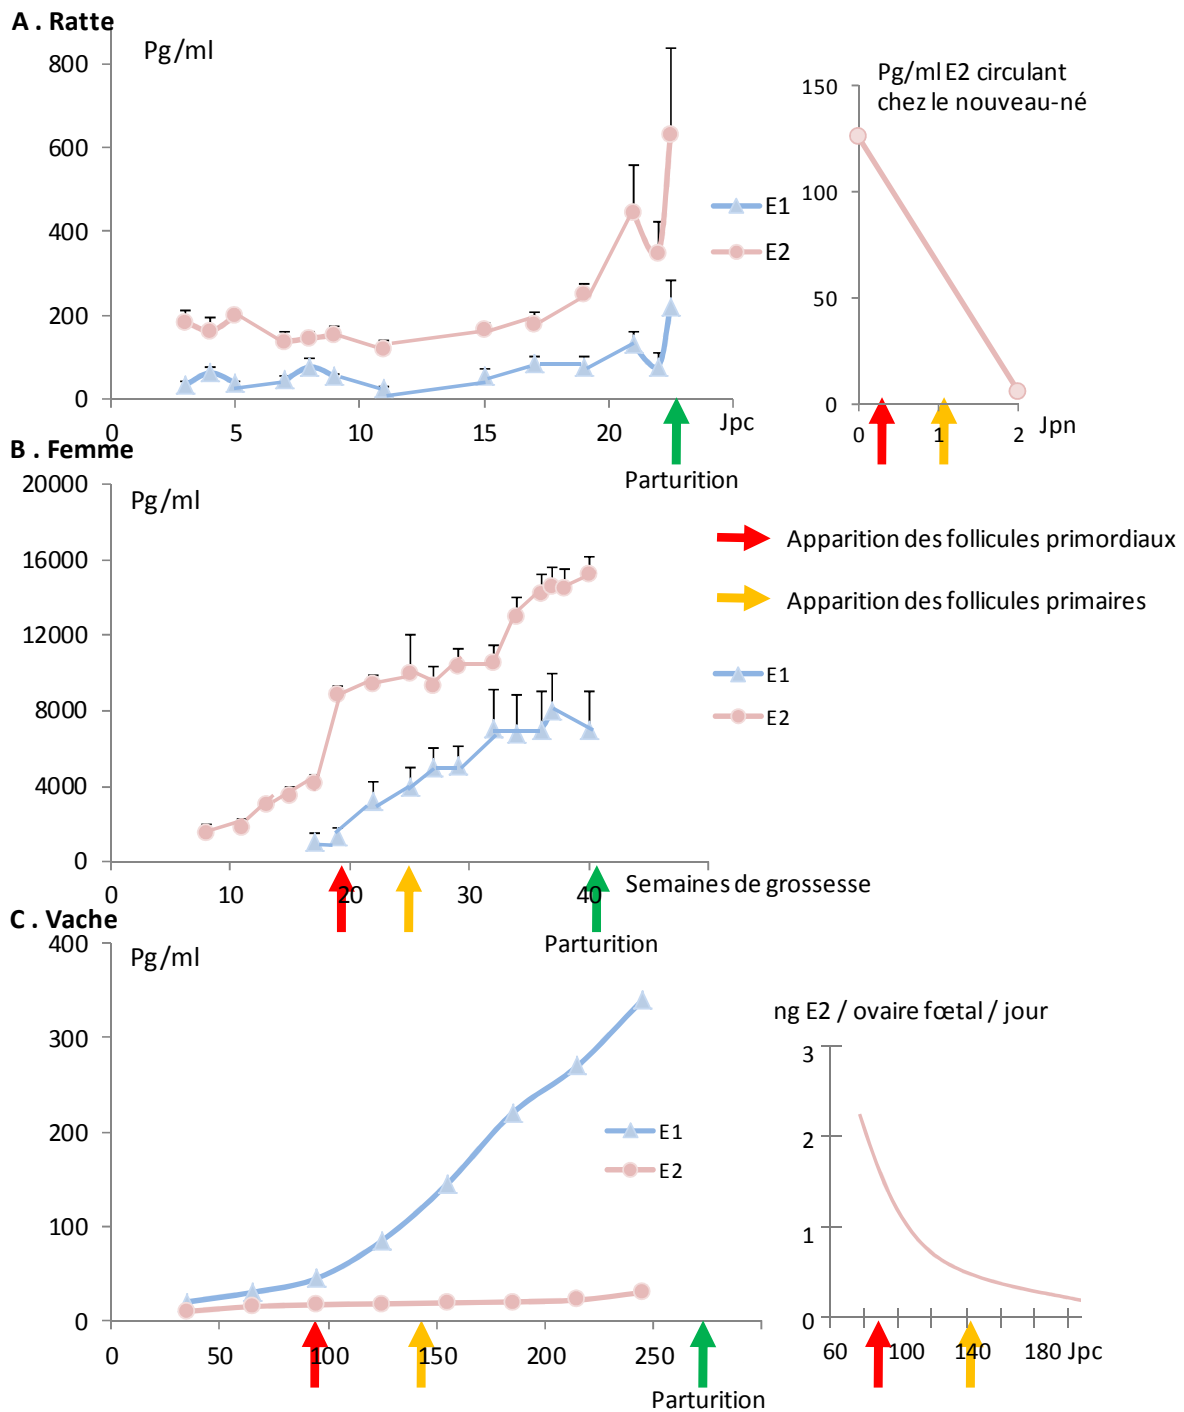 A . Ratte
Pg/ml
800
600
400
200
0
0 5 10 15 20 Jpc
E1
E2
Parturition
Pg/ml E2 circulant
chez le nouveau-né
150
100
50
0
0 1 2 Jpn
B . Femme
Pg/ml
20000
16000
12000
8000
4000
0
0 10 20 30 40 Semaines de grossesse
Parturition
Apparition des follicules primordiaux
Apparition des follicules primaires
E1
E2
C . Vache
Pg/ml
400
300
200
100
0
0 50 100 150 200 250
E1
E2
Parturition
ng E2 / ovaire fœtal / jour
3
2
1
0
60 100 140 180 Jpc